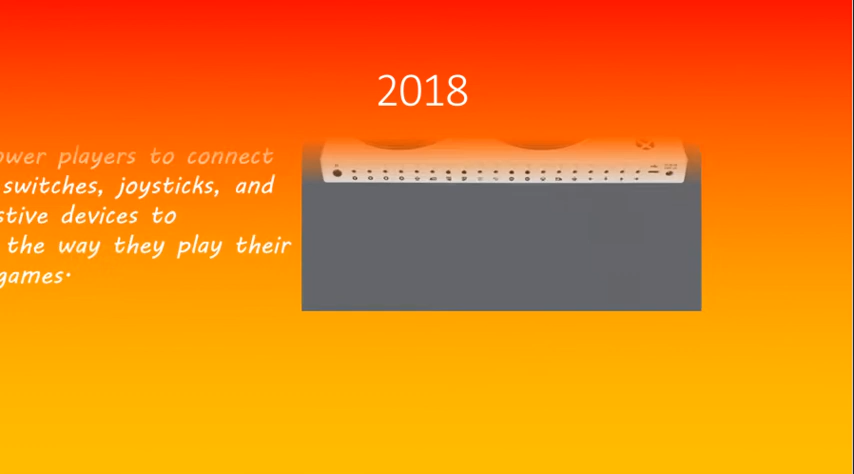 2018
ower players to connect
switches, joysticks, and
stive devices to
the way they play their
games.